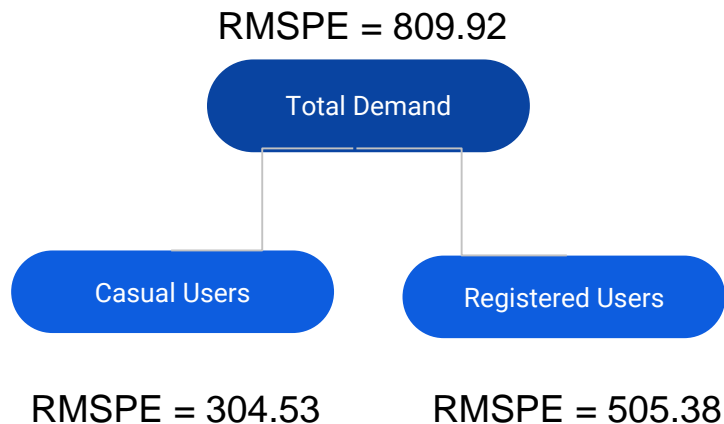 RMSPE = 809.92
Total Demand
Casual Users
Registered Users
RMSPE = 304.53
RMSPE = 505.38